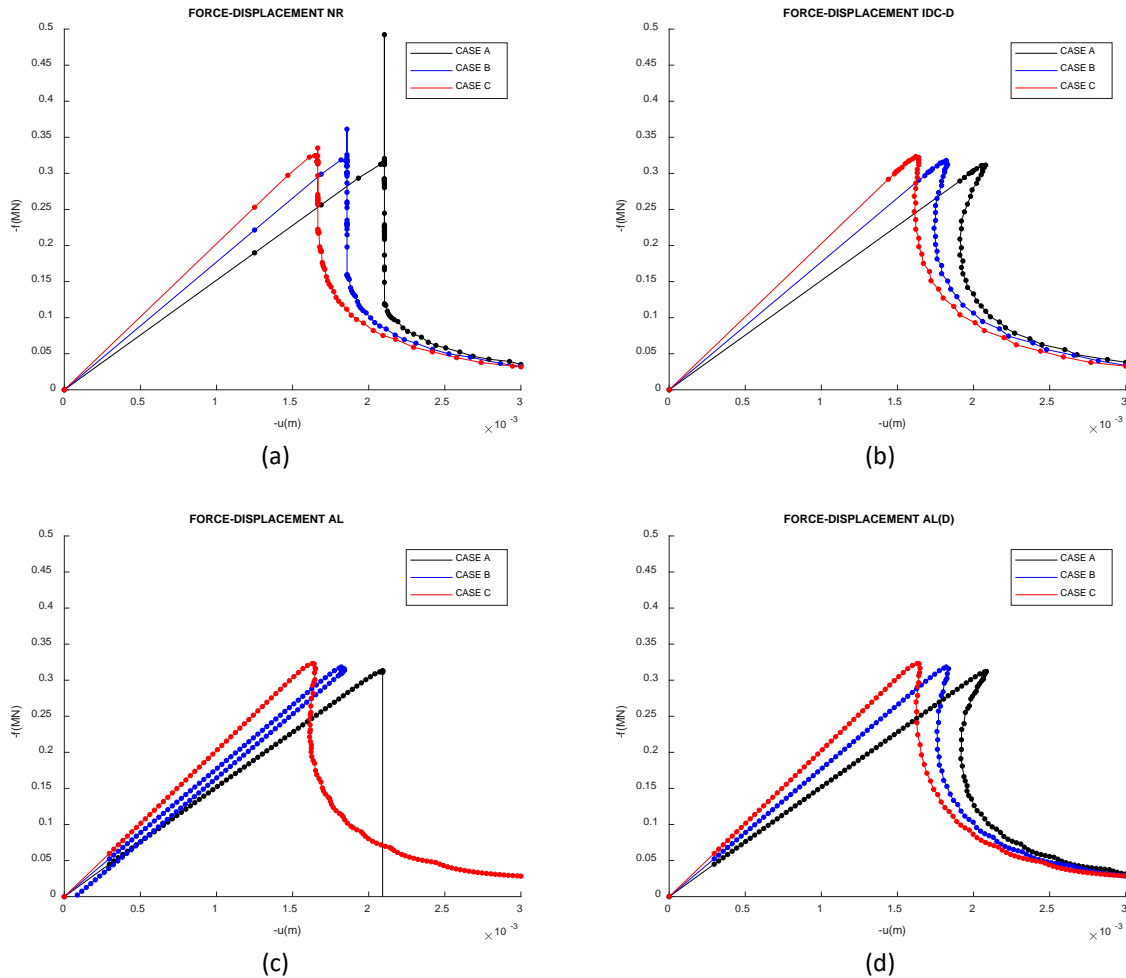 FORCE-DISPLACEMENT NR
0.5
0.45
0.4
0.35
0.3
0.25
0.2
0.15
0.1
0.05
0
-f(MN)
CASE A
CASE B
CASE C
0 0.5 1 1.5 2 2.5 3
-u(m)
×10 -3
(a)
FORCE-DISPLACEMENT IDC-D
0.5
0.45
0.4
0.35
0.3
0.25
0.2
0.15
0.1
0.05
0
-f(MN)
CASE A
CASE B
CASE C
0 0.5 1 1.5 2 2.5 3
-u(m)
×10 -3
(b)
FORCE-DISPLACEMENT AL
0.5
0.45
0.4
0.35
0.3
0.25
0.2
0.15
0.1
0.05
0
-f(MN)
CASE A
CASE B
CASE C
0 0.5 1 1.5 2 2.5 3
-u(m)
×10 -3
(c)
FORCE-DISPLACEMENT AL(D)
0.5
0.45
0.4
0.35
0.3
0.25
0.2
0.15
0.1
0.05
0
-f(MN)
CASE A
CASE B
CASE C
0 0.5 1 1.5 2 2.5 3
-u(m)
×10 -3
(d)